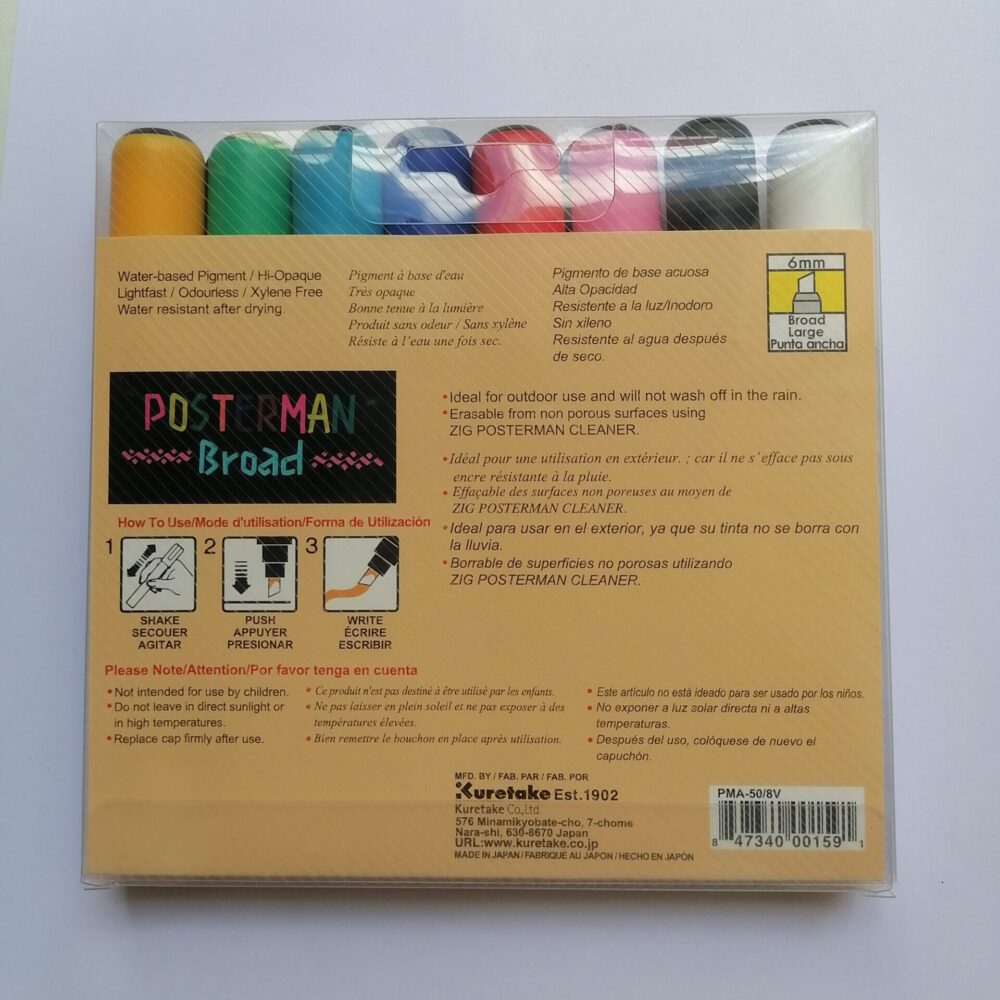 Water-based Pigment / Hi-Opaque
Lightfast / Odourless / Xylene Free
Water resistant after drying.
Pigment à base d'eau
Très opaque
Bonne tenue à la lumière
Produit sans odeur / Sans xylène
Résiste à l'eau une fois sec.
Pigmento de base acuosa
Alta Opacidad
Resistente a la luz/Inodoro
Sin xileno
Resistente al agua después
de seco.
6mm
Broad
Large
Punta ancha
POSTERMAN
Broad
• Ideal for outdoor use and will not wash off in the rain.
• Erasable from non porous surfaces using
ZIG POSTERMAN CLEANER.
• Idéal pour une utilisation en extérieur. ; car il ne s'efface pas sous
encre résistante à la pluie.
• Effaçable des surfaces non poreuses au moyen de
ZIG POSTERMAN CLEANER.
• Ideal para usar en el exterior, ya que su tinta no se borra con
la lluvia.
• Borrable de superficies no porosas utilizando
ZIG POSTERMAN CLEANER.
How To Use/Mode d'utilisation/Forma de Utilización
1 2 3
SHAKE
SECOUER
AGITAR
PUSH
APPUYER
PRESIONAR
WRITE
ÉCRIRE
ESCRIBIR
Please Note/Attention/Por favor tenga en cuenta
• Not intended for use by children.
• Do not leave in direct sunlight or
in high temperatures.
• Replace cap firmly after use.
• Ce produit n'est pas destiné à être utilisé par les enfants.
• Ne pas laisser en plein soleil et ne pas exposer à des
températures élevées.
• Bien remettre le bouchon en place après utilisation.
• Este artículo no está ideado para ser usado por los niños.
• No exponer a luz solar directa ni a altas
temperaturas.
• Después del uso, colóquese de nuevo el
capuchón.
MFD. BY / FAB. PAR / FAB. POR
Kuretake Est.1902
Kuretake Co.,Ltd.
576 Minamikyobate-cho, 7-chome
Nara-shi, 630-8670 Japan
URL:www.kuretake.co.jp
MADE IN JAPAN / FABRIQUÉ AU JAPON / HECHO EN JAPÓN
PMA-50/8V
8 47340 00159 1